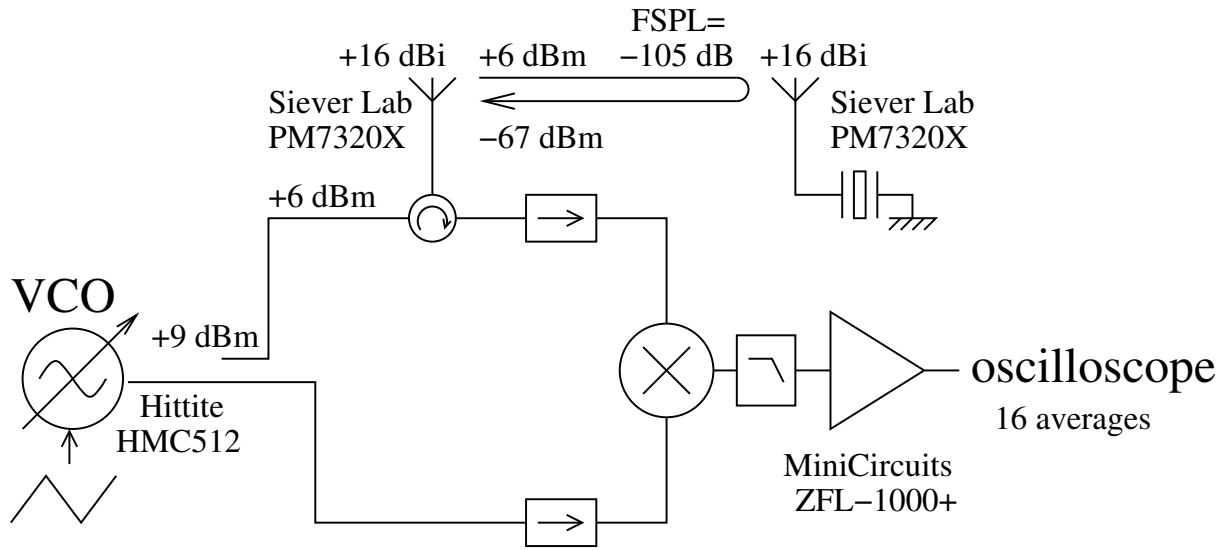 FSPL=
+16 dBi
+6 dBm
−105 dB
+16 dBi
Siever Lab
PM7320X
−67 dBm
Siever Lab
PM7320X
+6 dBm
VCO
+9 dBm
Hittite
HMC512
oscilloscope
16 averages
MiniCircuits
ZFL−1000+